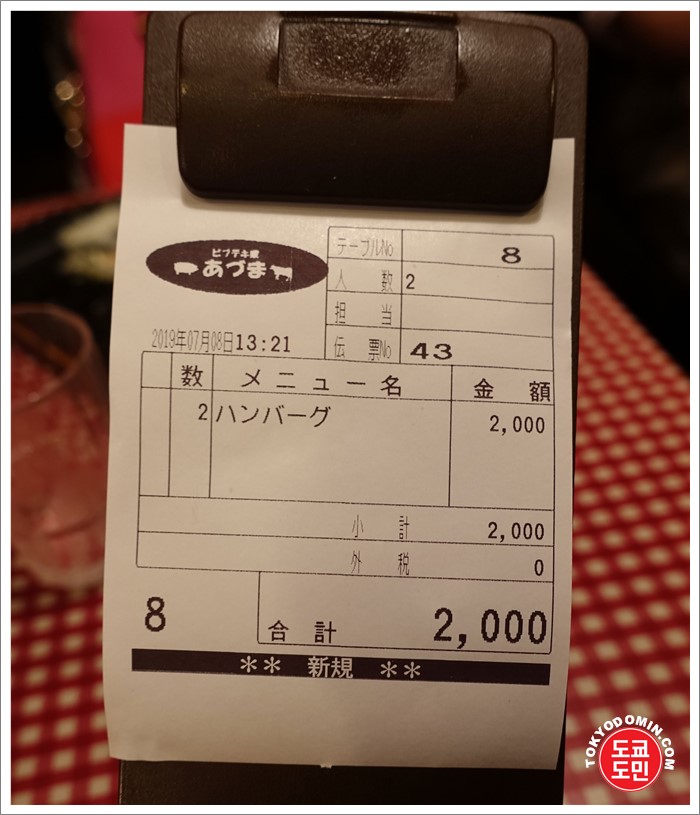 ビフテキ家
あづま
テーブルNo 8
人 数 2
担 当
2019年07月08日13:21
伝 票No 43
数 メニュー名 金 額
2 ハンバーグ 2,000
小 計 2,000
外 税 0
8 合 計 2,000
** 新規 **
TOKYODOMIN.COM
도쿄
도민